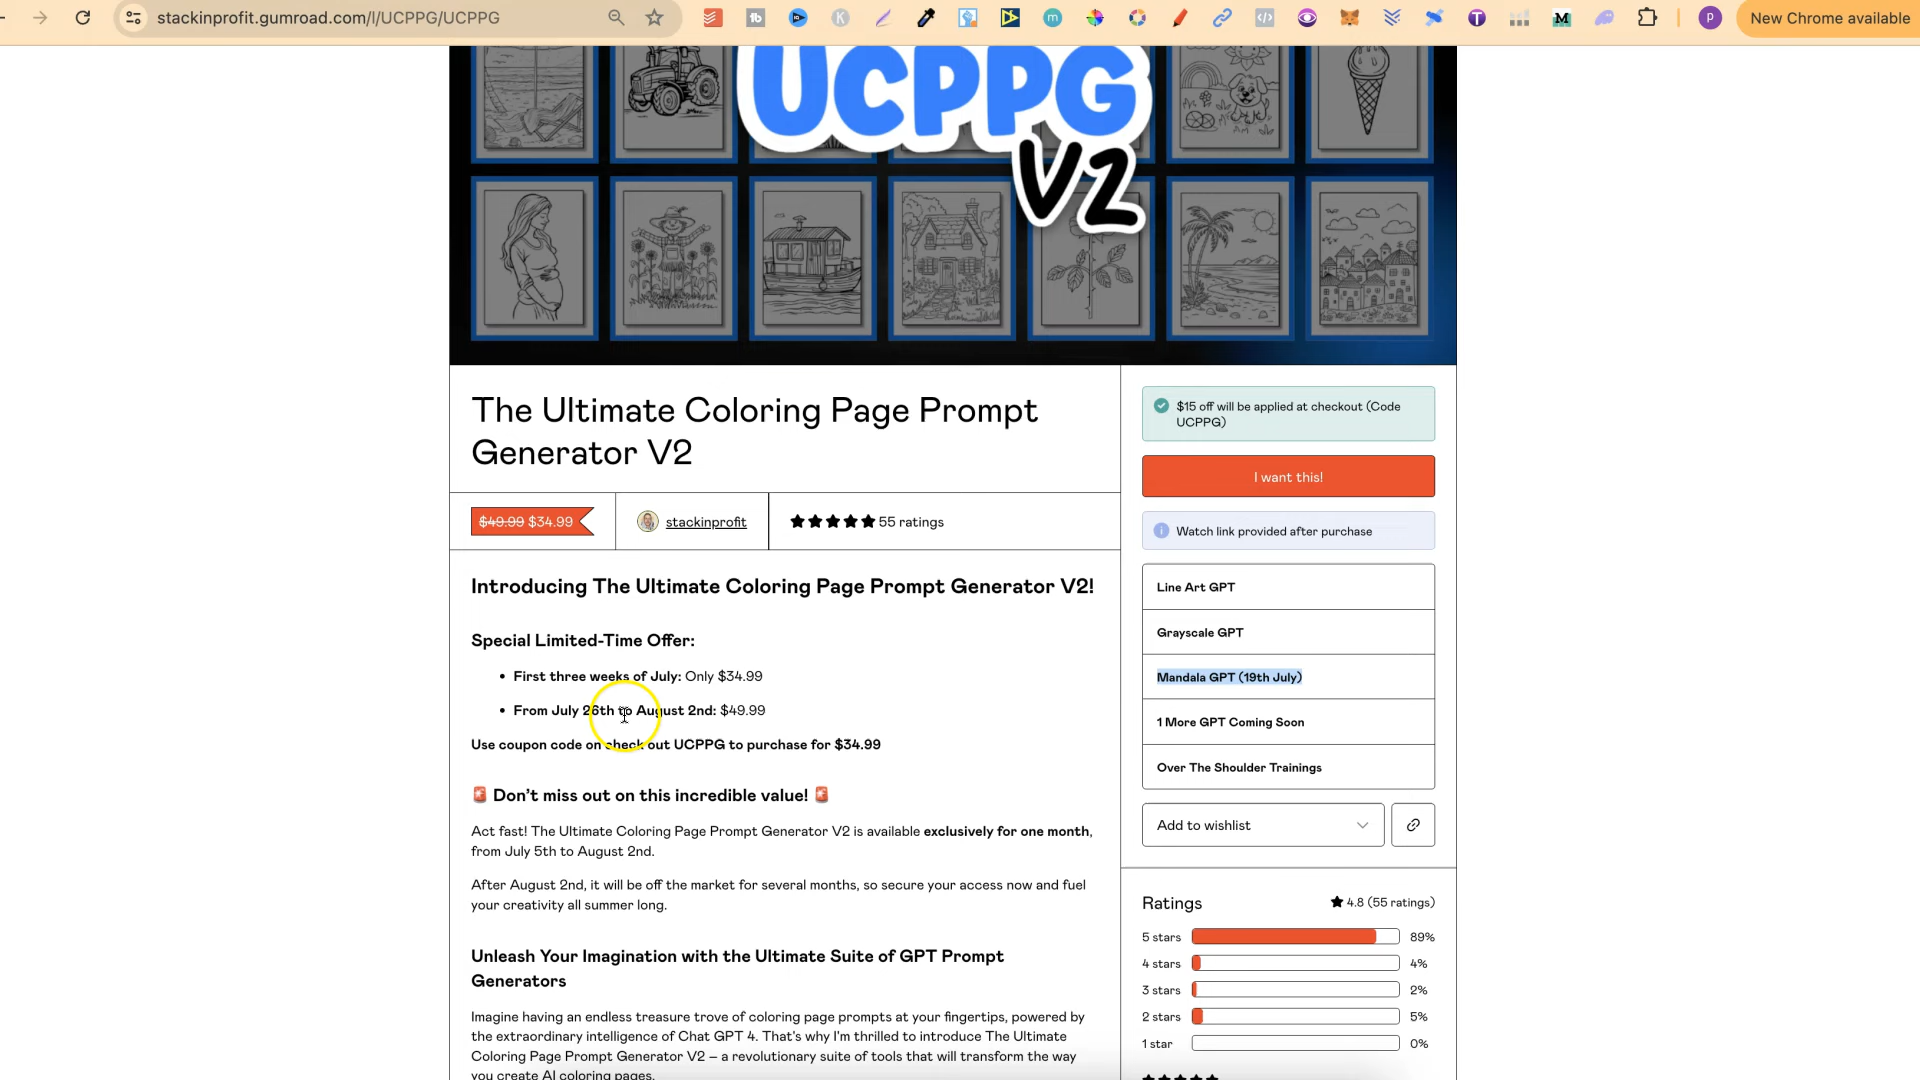 stackinprofit.gumroad.com/l/UCPPG/UCPPG
New Chrome available
UCPPG
V2
The Ultimate Coloring Page Prompt
Generator V2
$49.99 $34.99
stackinprofit
55 ratings
Introducing The Ultimate Coloring Page Prompt Generator V2!
Special Limited-Time Offer:
• First three weeks of July: Only $34.99
• From July 26th to August 2nd: $49.99
Use coupon code on check out UCPPG to purchase for $34.99
🚨 Don’t miss out on this incredible value! 🚨
Act fast! The Ultimate Coloring Page Prompt Generator V2 is available exclusively for one month,
from July 5th to August 2nd.
After August 2nd, it will be off the market for several months, so secure your access now and fuel
your creativity all summer long.
Unleash Your Imagination with the Ultimate Suite of GPT Prompt
Generators
Imagine having an endless treasure trove of coloring page prompts at your fingertips, powered by
the extraordinary intelligence of Chat GPT 4. That’s why I’m thrilled to introduce The Ultimate
Coloring Page Prompt Generator V2 – a revolutionary suite of tools that will transform the way
you create AI coloring pages.
$15 off will be applied at checkout (Code
UCPPG)
I want this!
Watch link provided after purchase
Line Art GPT
Grayscale GPT
Mandala GPT (19th July)
1 More GPT Coming Soon
Over The Shoulder Trainings
Add to wishlist
Ratings
4.8 (55 ratings)
5 stars 89%
4 stars 4%
3 stars 2%
2 stars 5%
1 star 0%